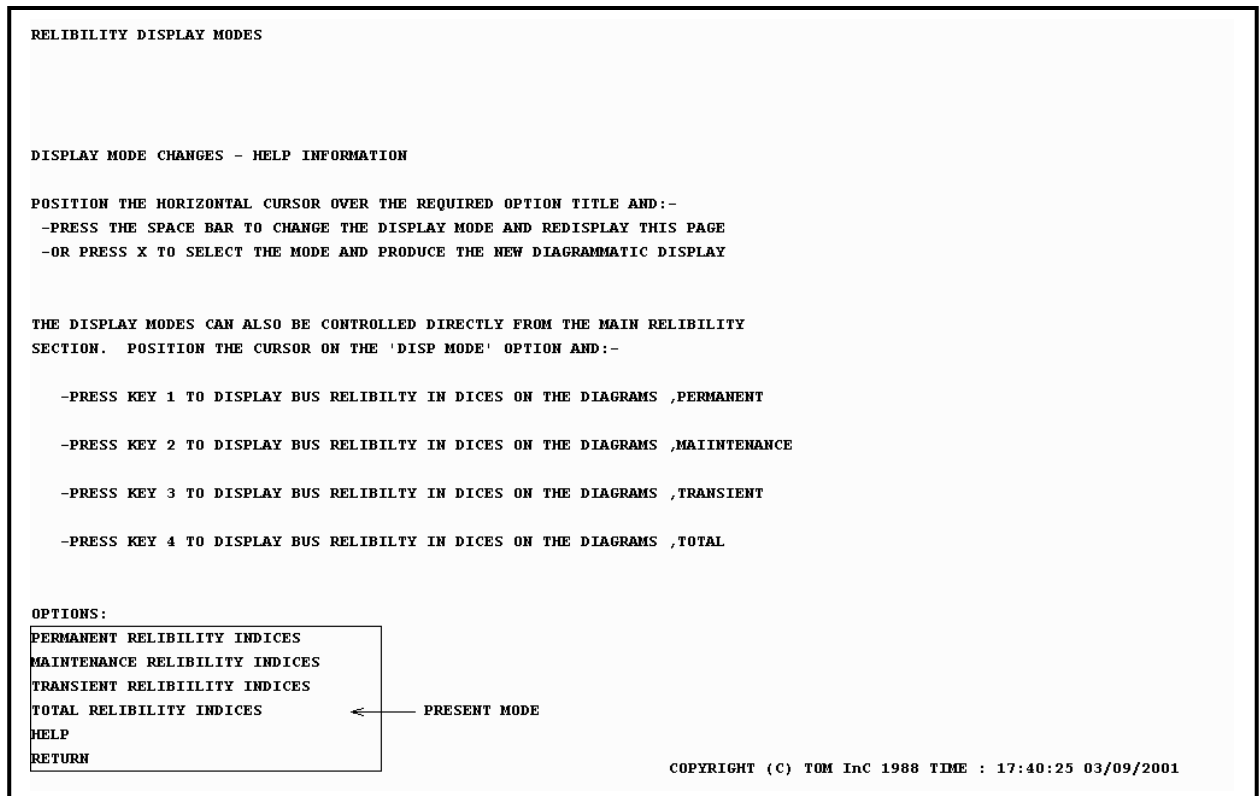 RELIBILITY DISPLAY MODES
DISPLAY MODE CHANGES - HELP INFORMATION
POSITION THE HORIZONTAL CURSOR OVER THE REQUIRED OPTION TITLE AND:-
-PRESS THE SPACE BAR TO CHANGE THE DISPLAY MODE AND REDISPLAY THIS PAGE
-OR PRESS X TO SELECT THE MODE AND PRODUCE THE NEW DIAGRAMMATIC DISPLAY
THE DISPLAY MODES CAN ALSO BE CONTROLLED DIRECTLY FROM THE MAIN RELIBILITY
SECTION. POSITION THE CURSOR ON THE 'DISP MODE' OPTION AND:-
-PRESS KEY 1 TO DISPLAY BUS RELIBILTY IN DICES ON THE DIAGRAMS ,PERMANENT
-PRESS KEY 2 TO DISPLAY BUS RELIBILTY IN DICES ON THE DIAGRAMS ,MAIINTENANCE
-PRESS KEY 3 TO DISPLAY BUS RELIBILTY IN DICES ON THE DIAGRAMS ,TRANSIENT
-PRESS KEY 4 TO DISPLAY BUS RELIBILTY IN DICES ON THE DIAGRAMS ,TOTAL
OPTIONS:
PERMANENT RELIBILITY INDICES
MAINTENANCE RELIBILITY INDICES
TRANSIENT RELIBIILITY INDICES
TOTAL RELIBILITY INDICES PRESENT MODE
HELP
RETURN
COPYRIGHT (C) TOM InC 1988 TIME : 17:40:25 03/09/2001